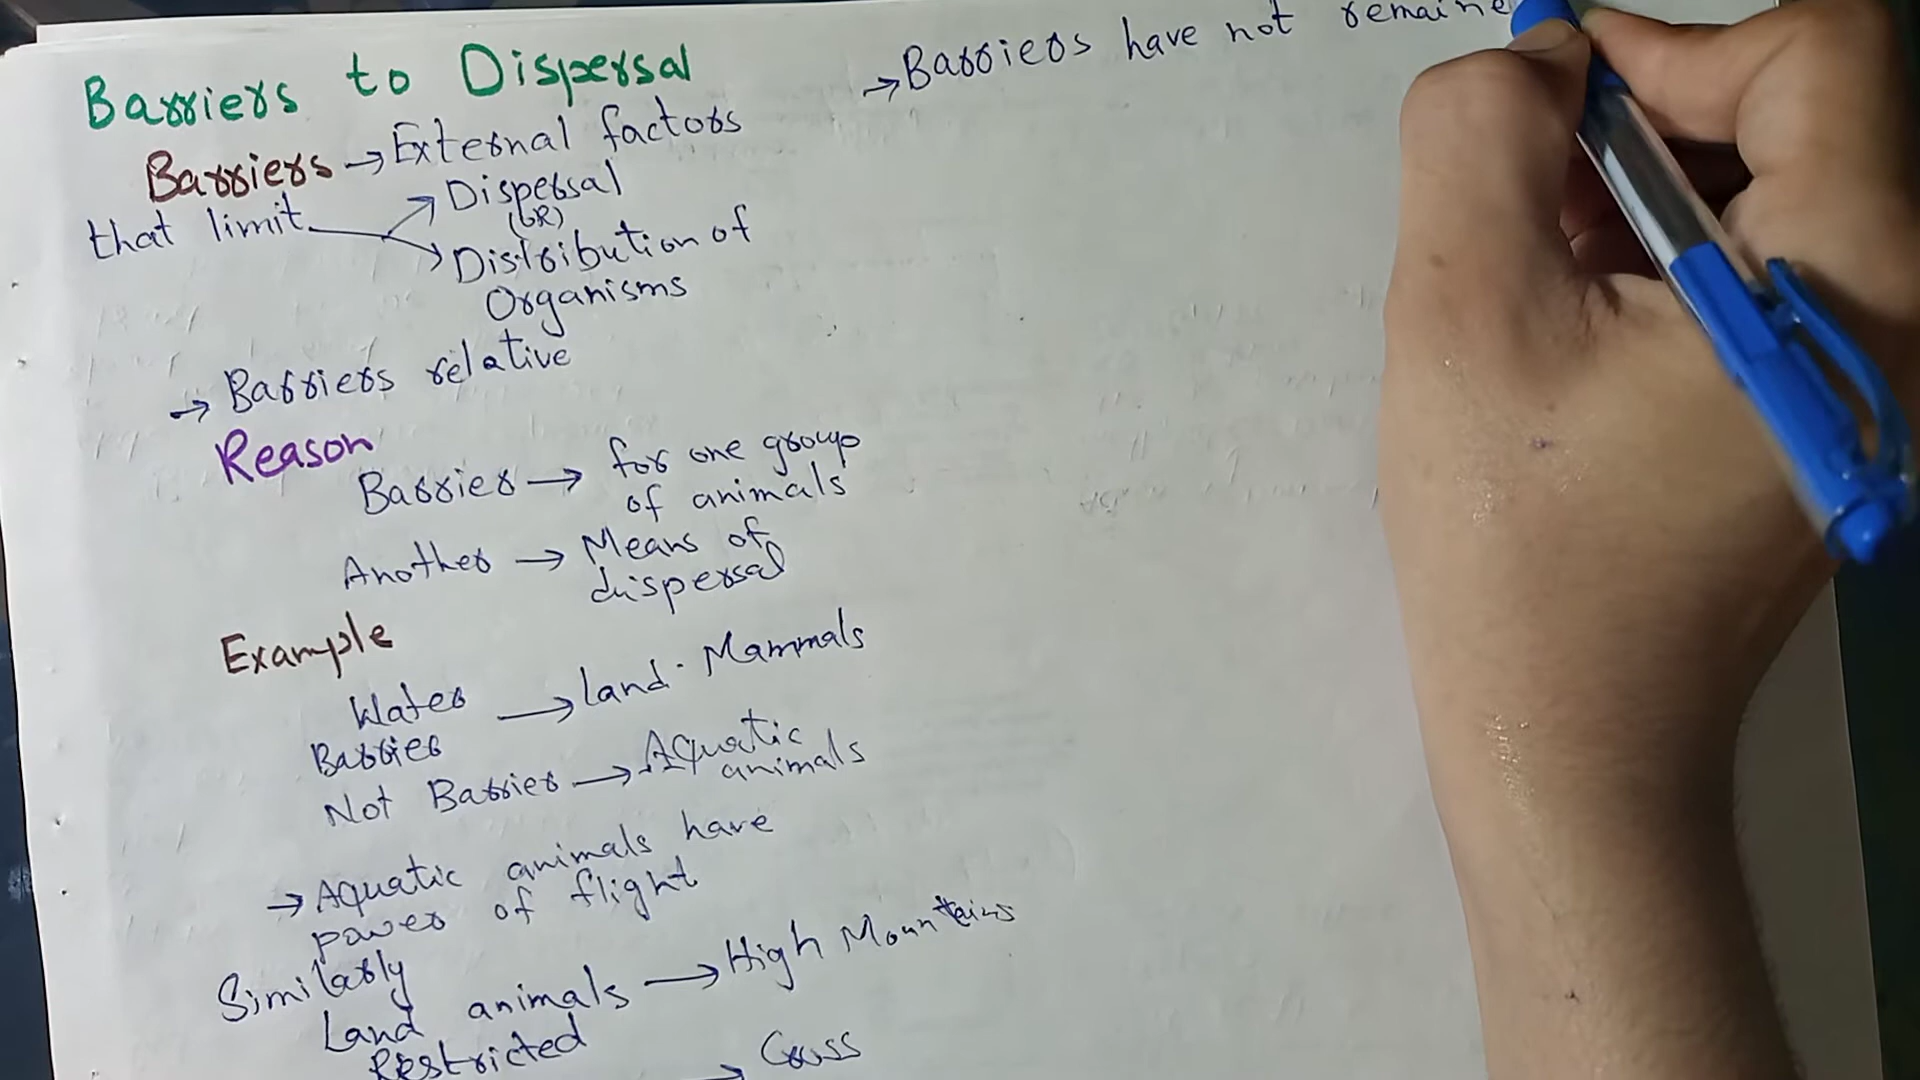 Barriers to Dispersal
Barriers → External factors
that limit → Dispersal
(OR)
→ Distribution of
Organisms
→ Barriers relative
Reason
Barrier → for one group
of animals
Another → Means of
dispersal
Example
Water → Land Mammals
Barrier
Not Barrier → Aquatic
animals
→ Aquatic animals have
power of flight
Similarly
Land animals → High Mountains
Restricted
→ Cross
→ Barriers have not remaine